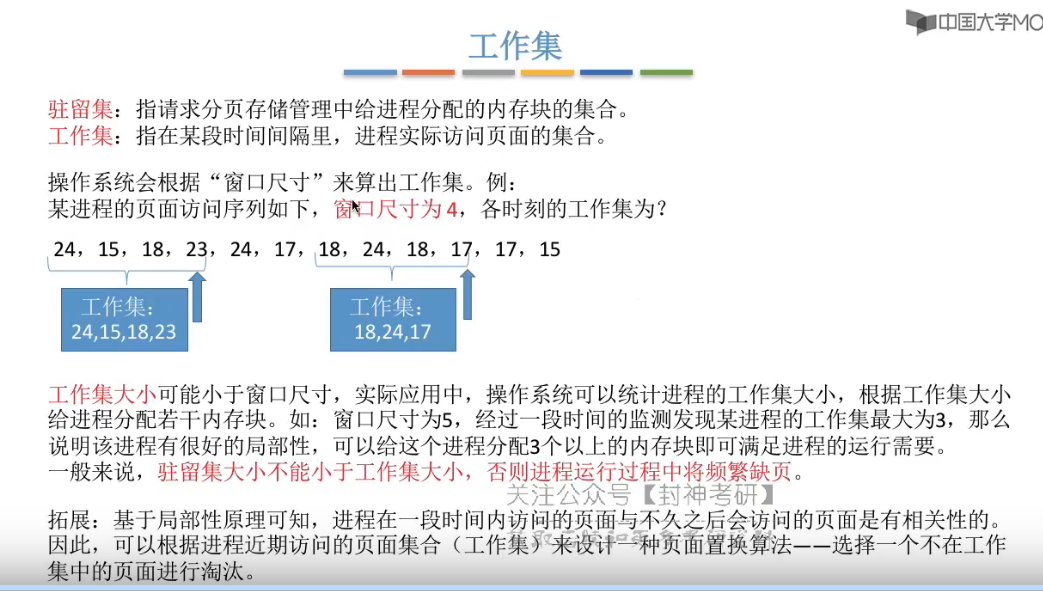 中国大学MO
工作集
驻留集：指请求分页存储管理中给进程分配的内存块的集合。
工作集：指在某段时间间隔里，进程实际访问页面的集合。
操作系统会根据“窗口尺寸”来算出工作集。例：
某进程的页面访问序列如下，窗口尺寸为 4，各时刻的工作集为？
24，15，18，23，24，17，18，24，18，17，17，15
工作集：
24,15,18,23
工作集：
18,24,17
工作集大小可能小于窗口尺寸，实际应用中，操作系统可以统计进程的工作集大小，根据工作集大小
给进程分配若干内存块。如：窗口尺寸为5，经过一段时间的监测发现某进程的工作集最大为3，那么
说明该进程有很好的局部性，可以给这个进程分配3个以上的内存块即可满足进程的运行需要。
一般来说，驻留集大小不能小于工作集大小，否则进程运行过程中将频繁缺页。
关注公众号【封神考研】
拓展：基于局部性原理可知，进程在一段时间内访问的页面与不久之后会访问的页面是有相关性的。
因此，可以根据进程近期访问的页面集合（工作集）来设计一种页面置换算法——选择一个不在工作
集中的页面进行淘汰。